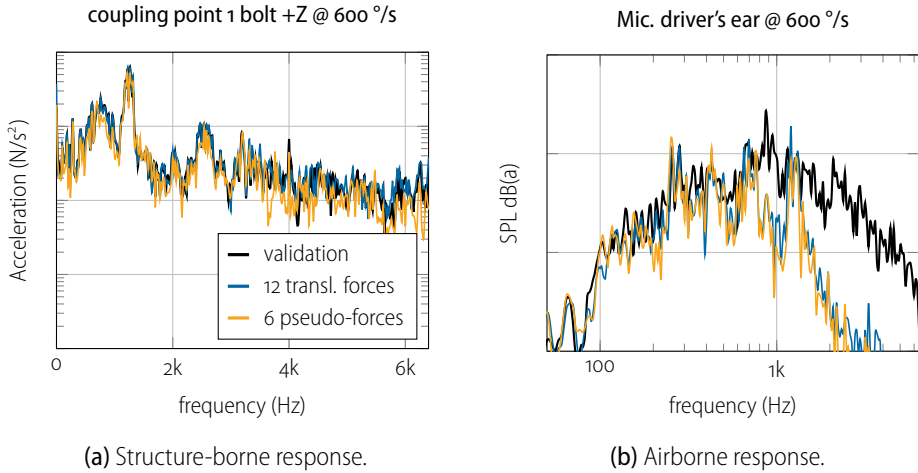 coupling point 1 bolt +Z @ 600 °/s
Acceleration (N/s²)
validation
12 transl. forces
6 pseudo-forces
0 2k 4k 6k
frequency (Hz)
(a) Structure-borne response.
Mic. driver's ear @ 600 °/s
SPL dB(a)
100 1k
frequency (Hz)
(b) Airborne response.